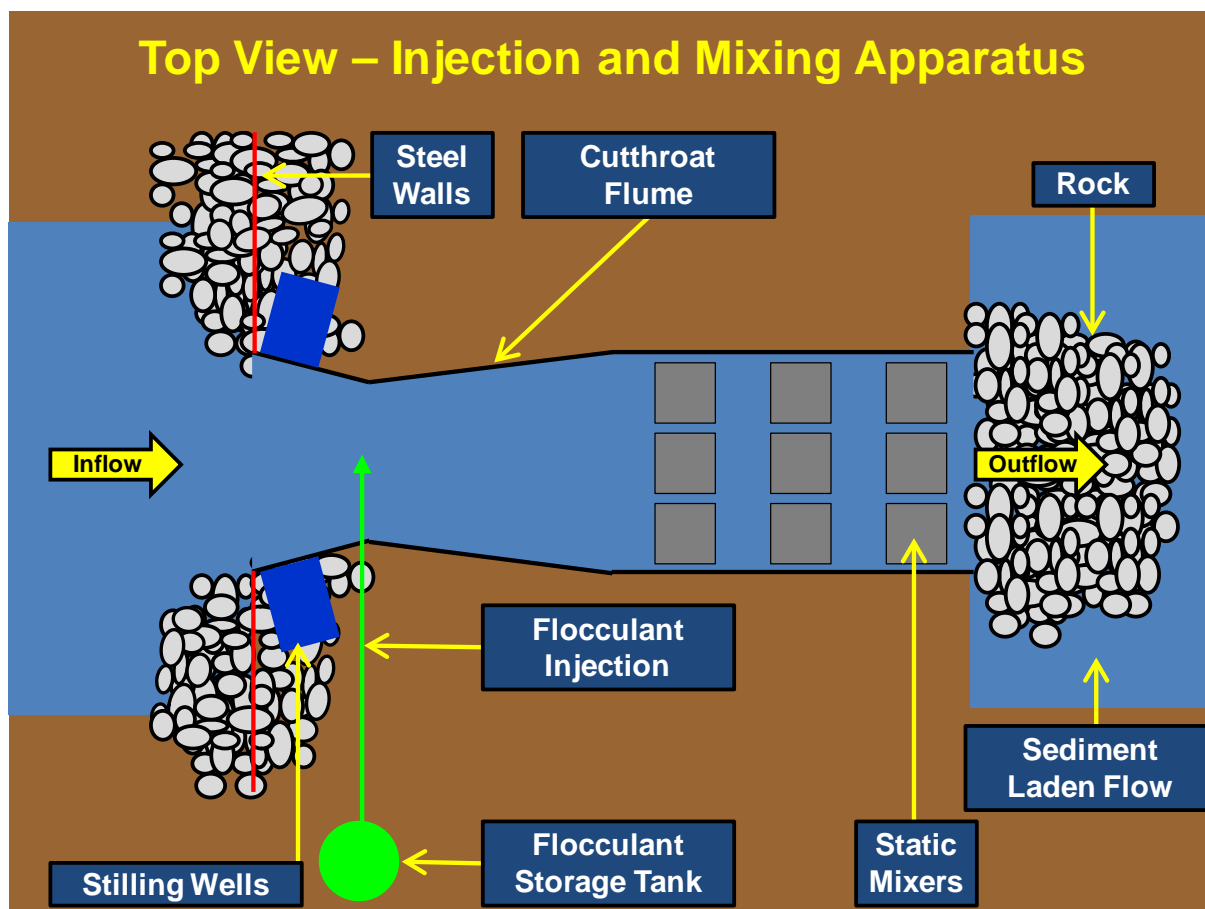 Top View – Injection and Mixing Apparatus
Steel
Walls
Cutthroat
Flume
Rock
Inflow
Outflow
Flocculant
Injection
Sediment
Laden Flow
Flocculant
Storage Tank
Static
Mixers
Stilling Wells